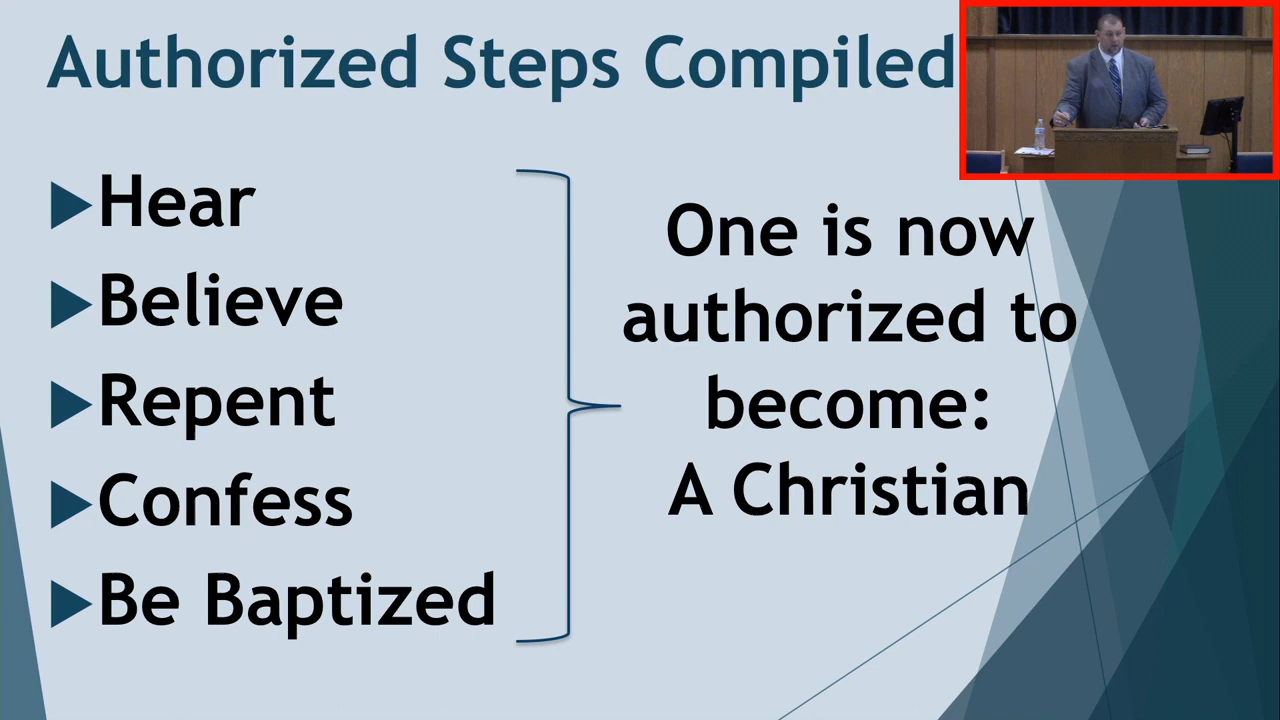 Authorized Steps Compiled
Hear
Believe
Repent
Confess
Be Baptized
One is now
authorized to
become:
A Christian